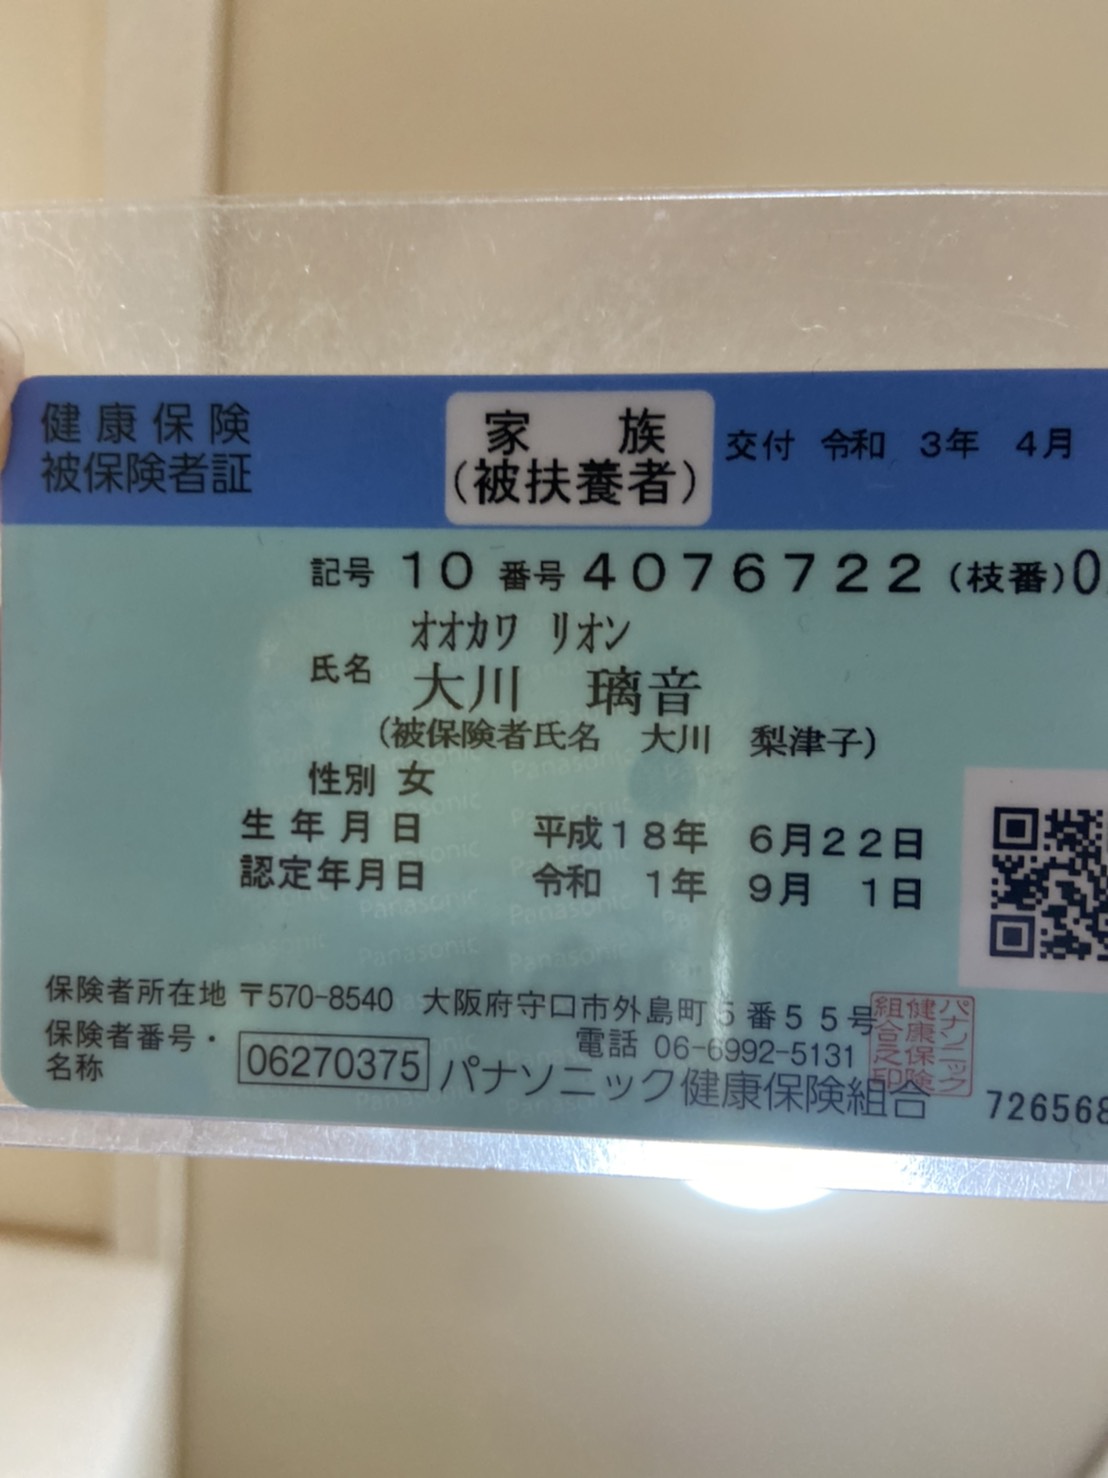 健康保険
被保険者証
家 族
(被扶養者)
交付 令和 3年 4月
記号 10 番号 4076722 (枝番)0
オオカワ リオン
氏名 大川 璃音
(被保険者氏名 大川 梨津子)
性別 女
生年月日 平成18年 6月22日
認定年月日 令和 1年 9月 1日
保険者所在地 〒570-8540 大阪府守口市外島町5番55号
電話 06-6992-5131
保険者番号・
名称
06270375 パナソニック健康保険組合
パナソニック
健康保険
組合之印
726568